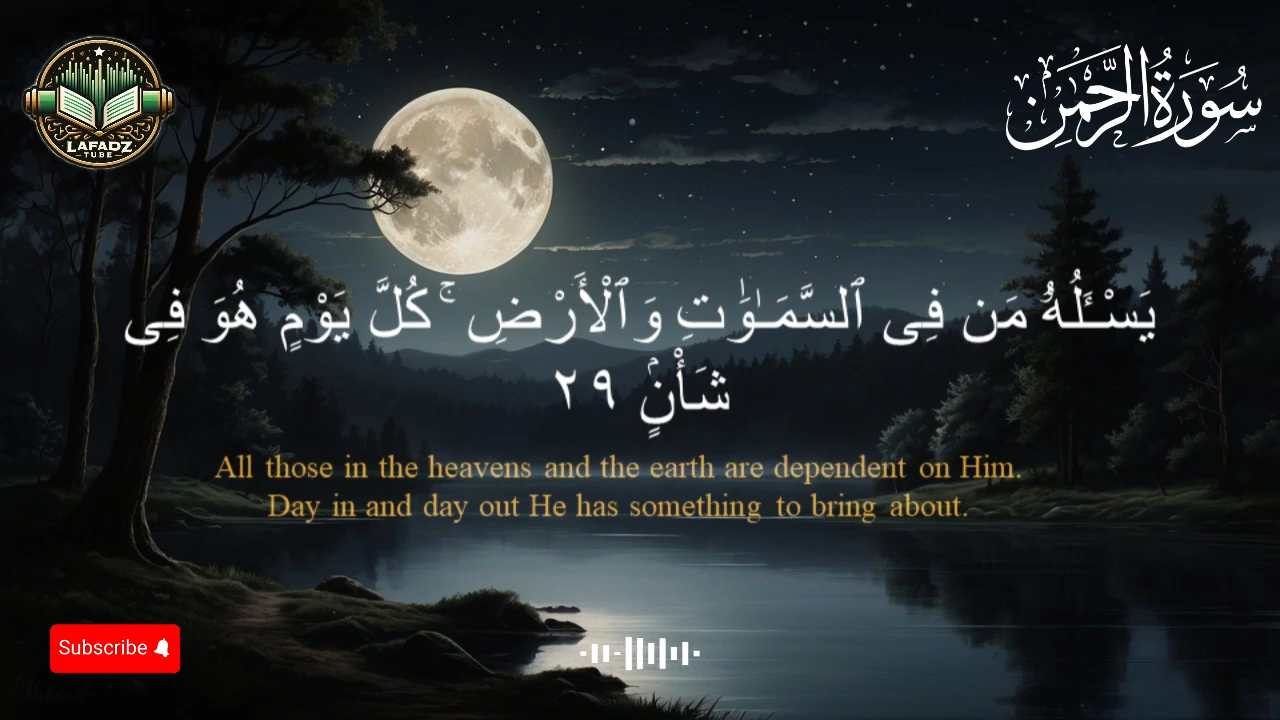 LAFADZ
TUBE
سُورَةُ الرَّحْمَٰن
يَسْـَٔلُهُۥ مَن فِى ٱلسَّمَـٰوَٰتِ وَٱلْأَرْضِ ۚ كُلَّ يَوْمٍ هُوَ فِى
شَأْنٍۢ ٢٩
All those in the heavens and the earth are dependent on Him.
Day in and day out He has something to bring about.
Subscribe